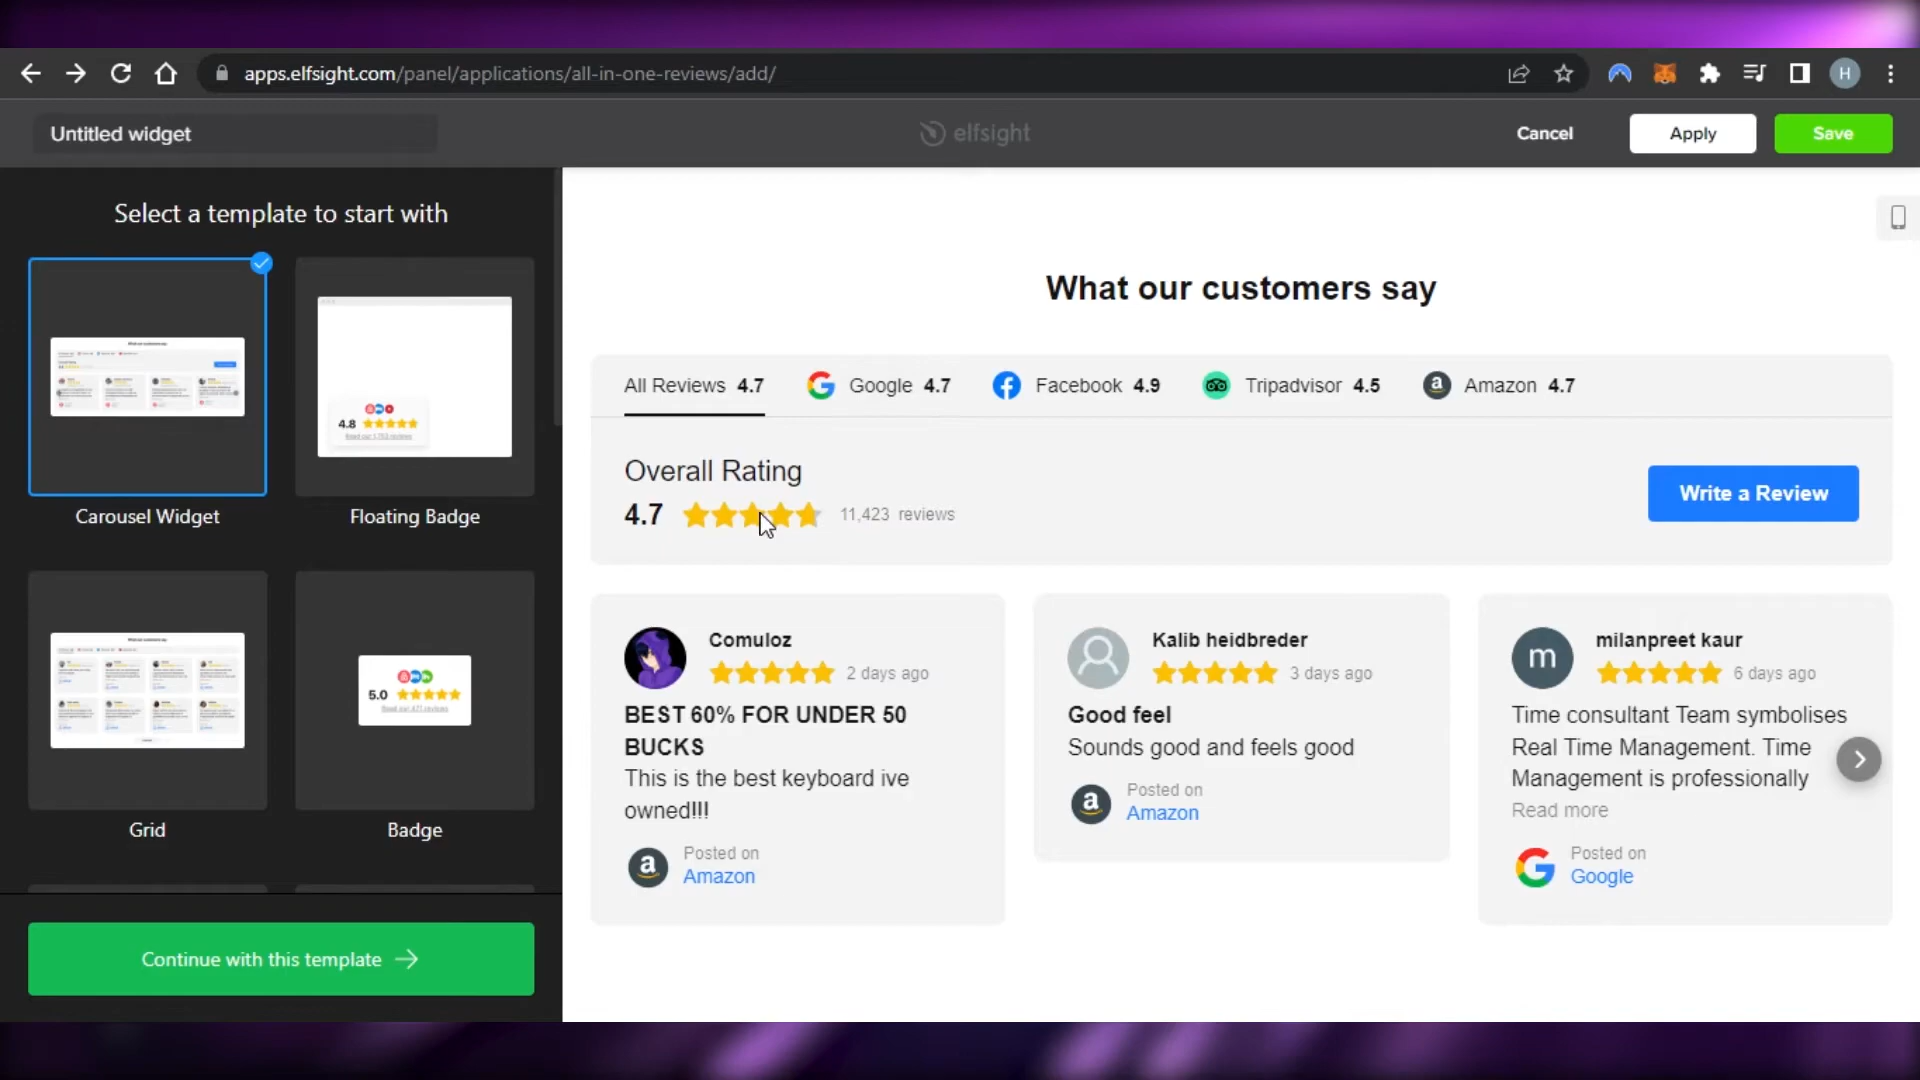 apps.elfsight.com/panel/applications/all-in-one-reviews/add/
H
Untitled widget
elfsight
Cancel
Apply
Save
Select a template to start with
4.8
Carousel Widget
Floating Badge
5.0
Grid
Badge
Continue with this template
What our customers say
All Reviews 4.7
Google 4.7
Facebook 4.9
Tripadvisor 4.5
a
Amazon 4.7
Overall Rating
4.7
11,423 reviews
Write a Review
Comuloz
2 days ago
BEST 60% FOR UNDER 50
BUCKS
This is the best keyboard ive
owned!!!
a
Posted on
Amazon
Kalib heidbreder
3 days ago
Good feel
Sounds good and feels good
a
Posted on
Amazon
m
milanpreet kaur
6 days ago
Time consultant Team symbolises
Real Time Management. Time
Management is professionally
Read more
Posted on
Google